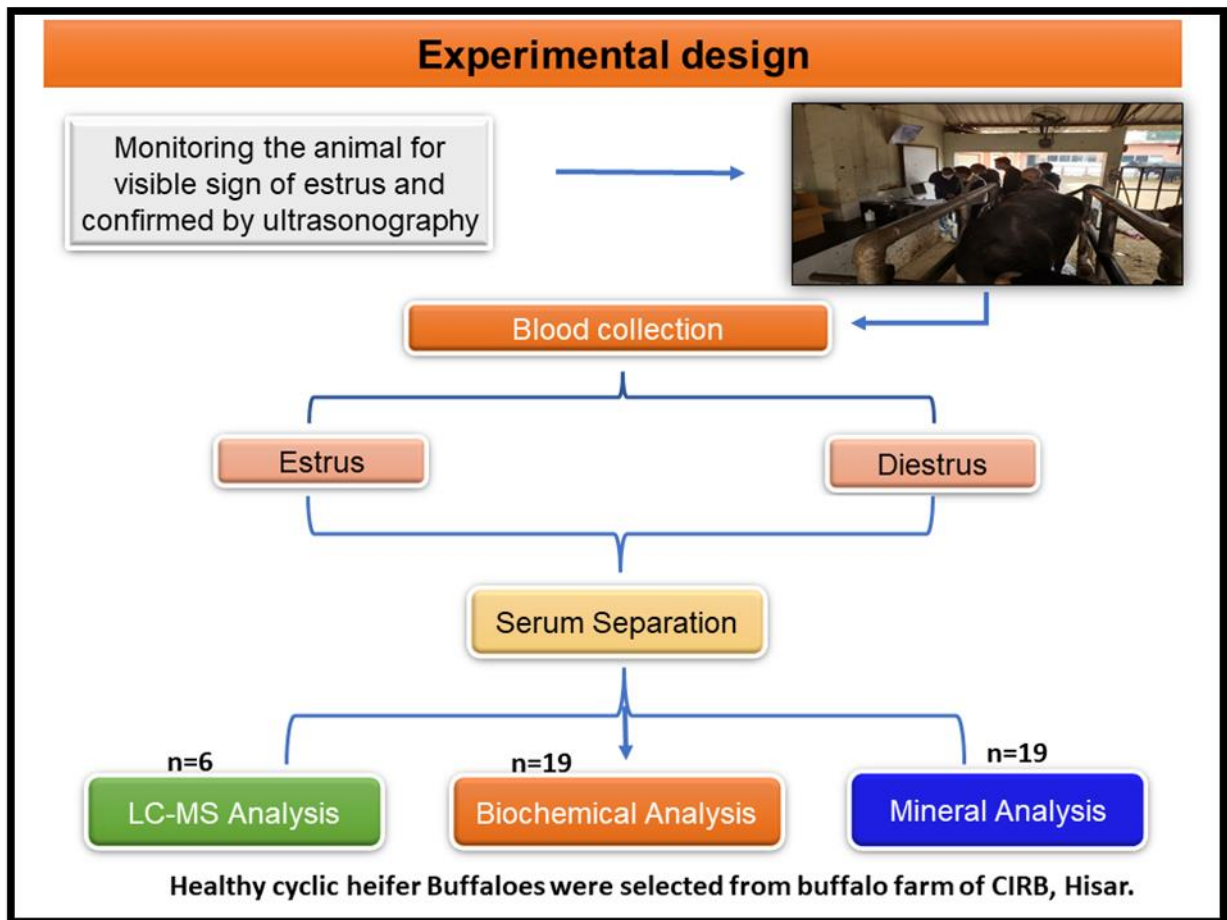 Experimental design
Monitoring the animal for
visible sign of estrus and
confirmed by ultrasonography
Blood collection
Estrus
Diestrus
Serum Separation
n=6
n=19
n=19
LC-MS Analysis
Biochemical Analysis
Mineral Analysis
Healthy cyclic heifer Buffaloes were selected from buffalo farm of CIRB, Hisar.